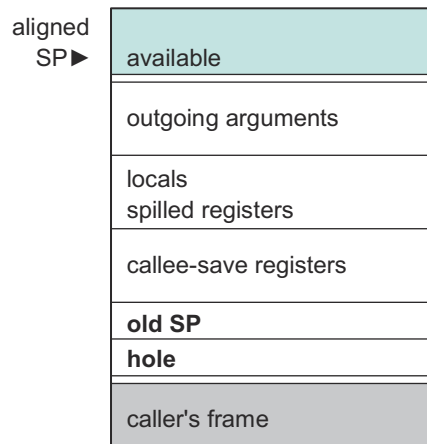 aligned
SP►
available
outgoing arguments
locals
spilled registers
callee-save registers
old SP
hole
caller's frame